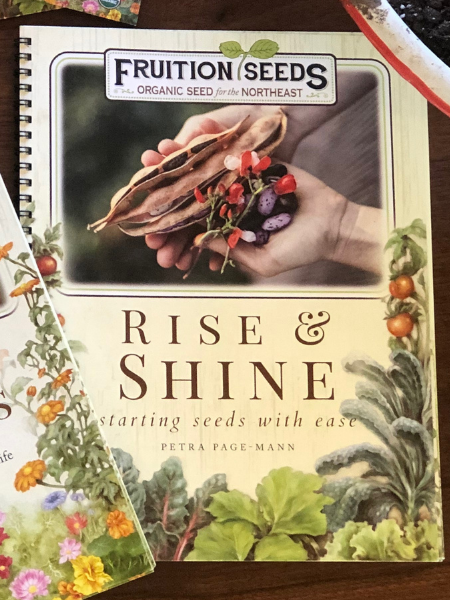 FRUITION SEEDS
ORGANIC SEED for the NORTHEAST
RISE &
SHINE
starting seeds with ease
PETRA PAGE-MANN